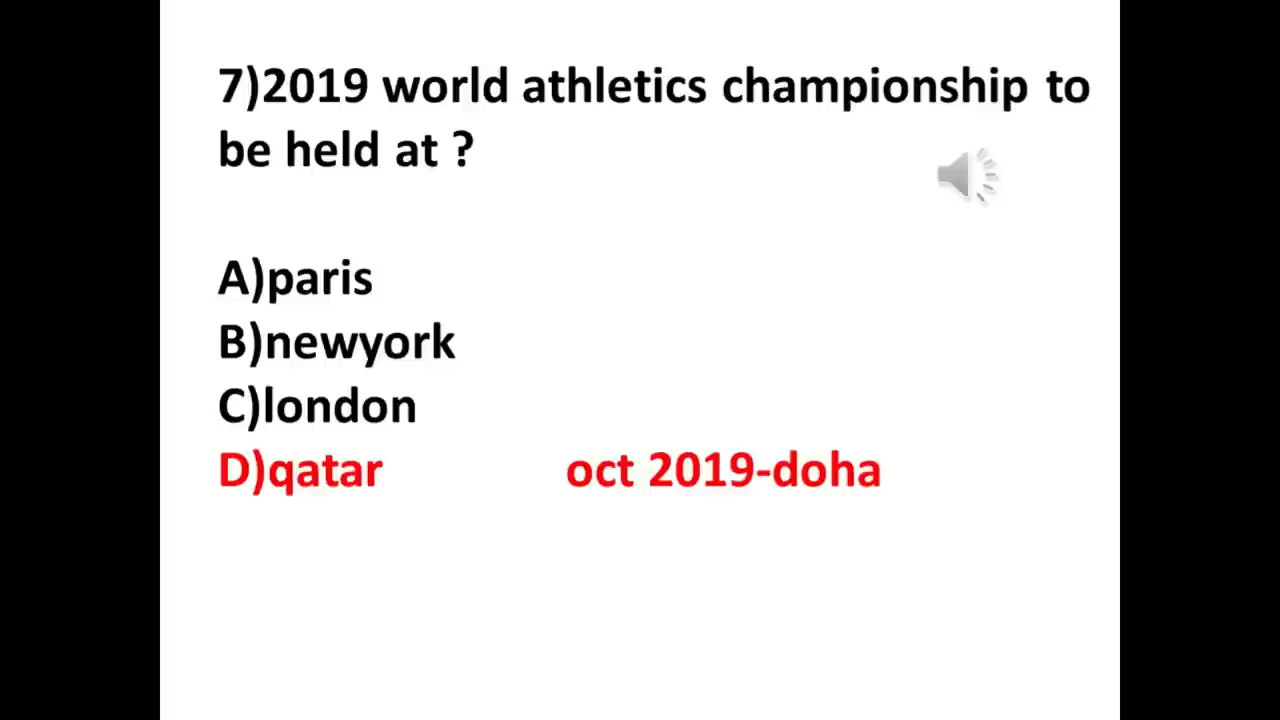 7)2019 world athletics championship to
be held at ?
A)paris
B)newyork
C)london
D)qatar oct 2019-doha